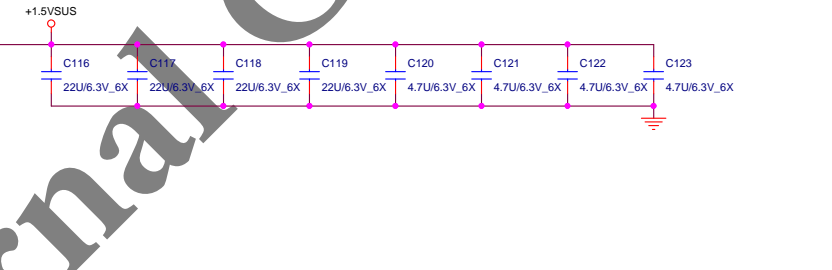 +1.5VSUS
C116 C117 C118 C119 C120 C121 C122 C123
22U/6.3V_6X 22U/6.3V_6X 22U/6.3V_6X 22U/6.3V_6X 4.7U/6.3V_6X 4.7U/6.3V_6X 4.7U/6.3V_6X 4.7U/6.3V_6X
rnal